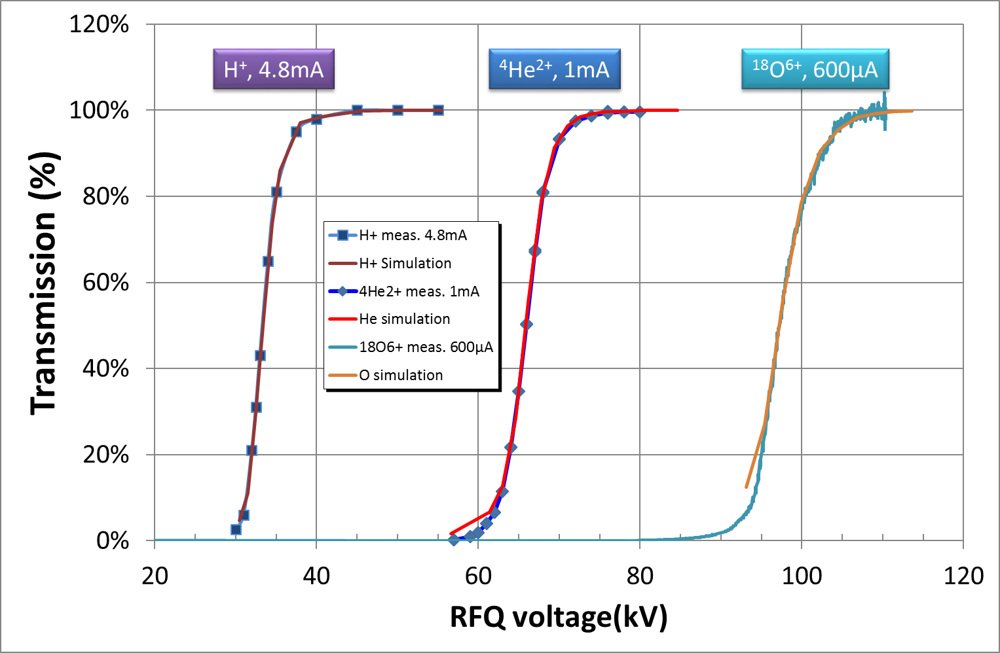 120%
H⁺, 4.8mA
⁴He²⁺, 1mA
¹⁸O⁶⁺, 600µA
100%
80%
60%
40%
20%
0%
Transmission (%)
H+ meas. 4.8mA
H+ Simulation
4He2+ meas. 1mA
He simulation
18O6+ meas. 600µA
O simulation
20 40 60 80 100 120
RFQ voltage(kV)